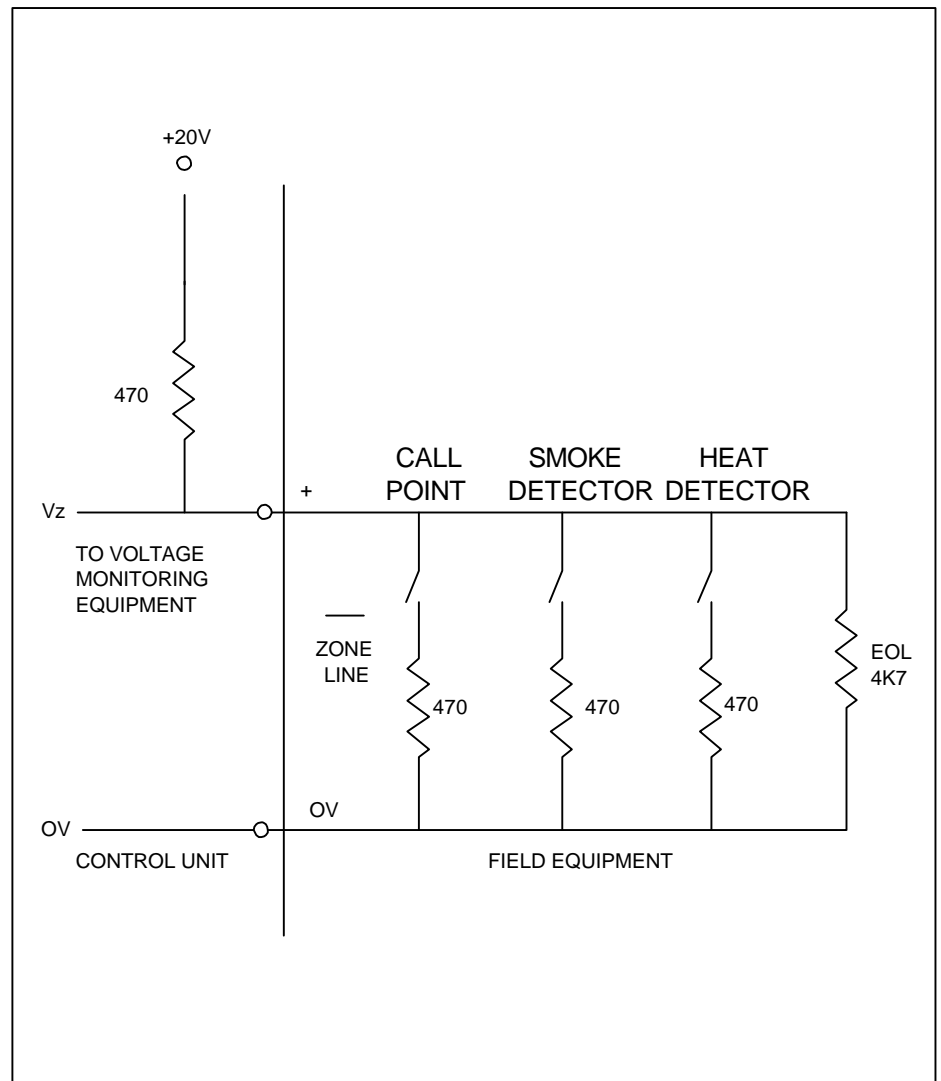 +20V
470
CALL
POINT
SMOKE
DETECTOR
HEAT
DETECTOR
+
Vz
TO VOLTAGE
MONITORING
EQUIPMENT
ZONE
LINE
470
470
470
EOL
4K7
OV
OV
CONTROL UNIT
FIELD EQUIPMENT